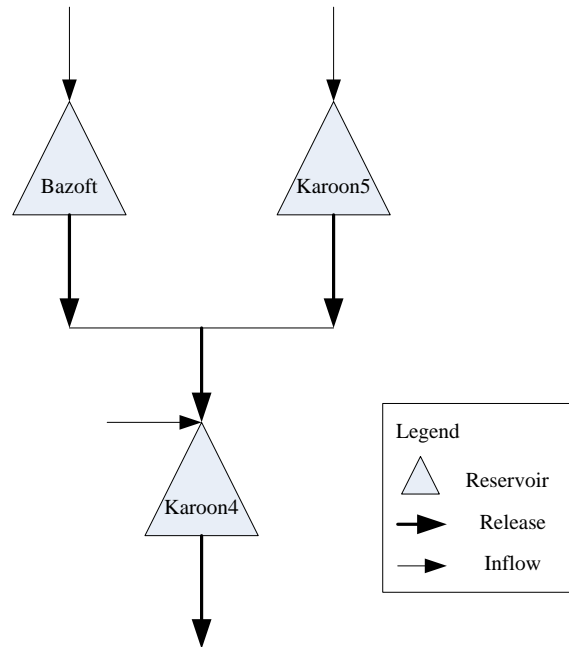 Bazoft
Karoon5
Karoon4
Legend
Reservoir
Release
Inflow